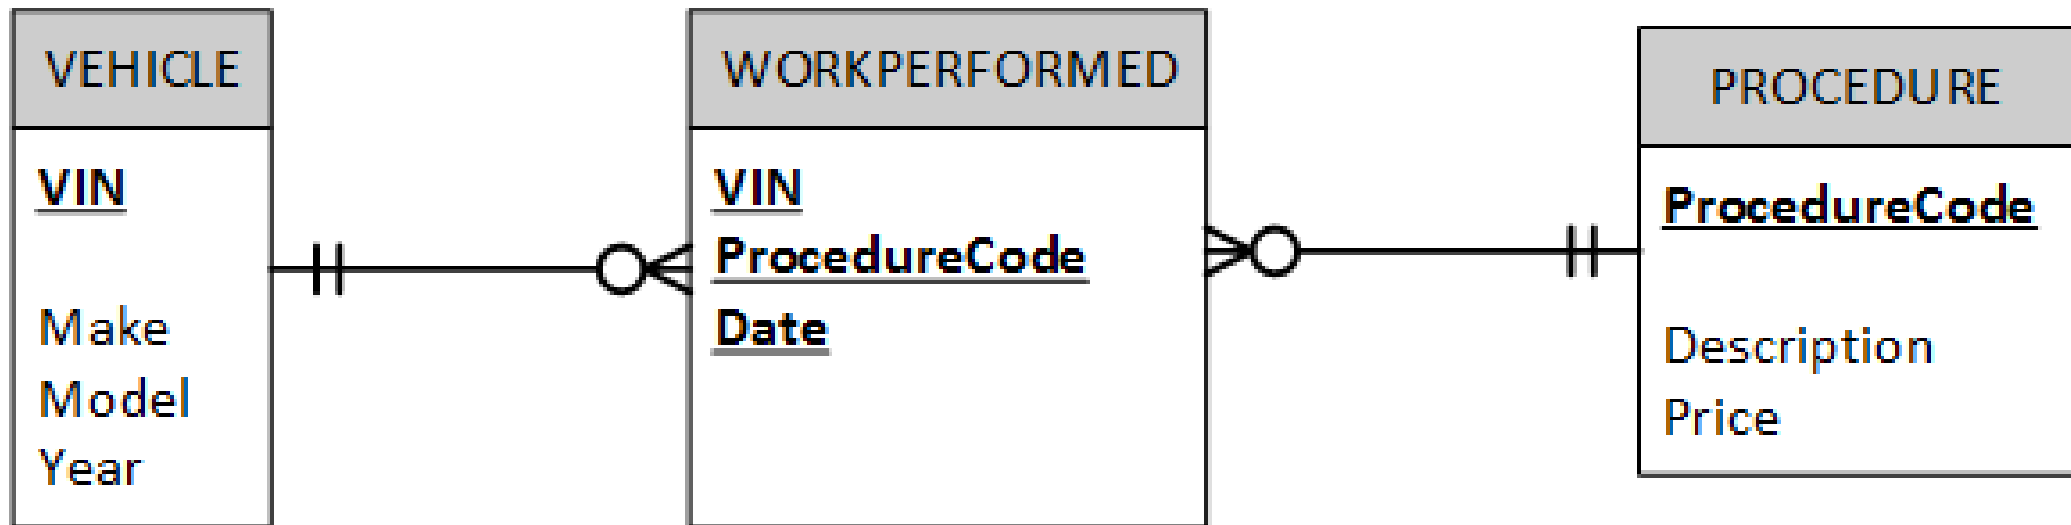 VEHICLE
VIN
Make
Model
Year
WORKPERFORMED
VIN
ProcedureCode
Date
PROCEDURE
ProcedureCode
Description
Price